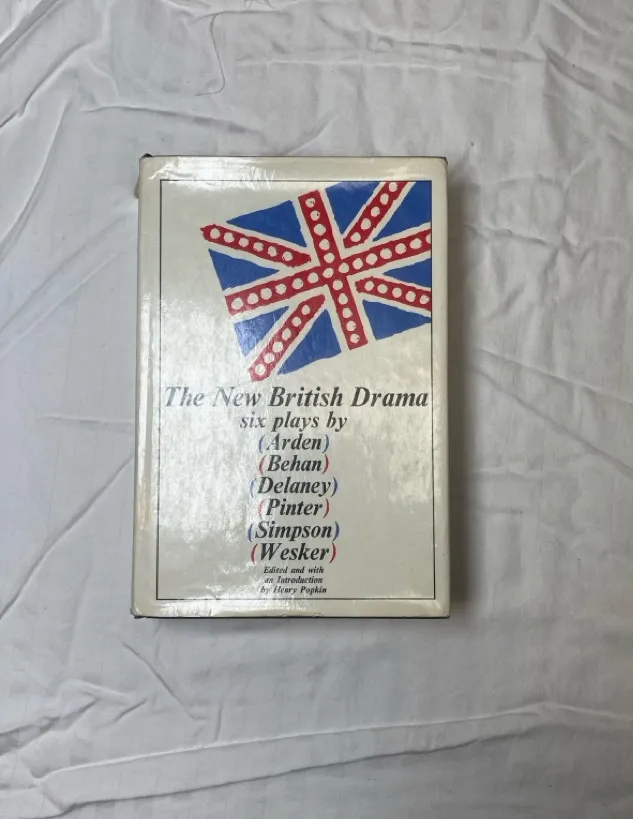 The New British Drama
six plays by
(Arden)
(Behan)
(Delaney)
(Pinter)
(Simpson)
(Wesker)
Edited and with
an Introduction
by Henry Popkin